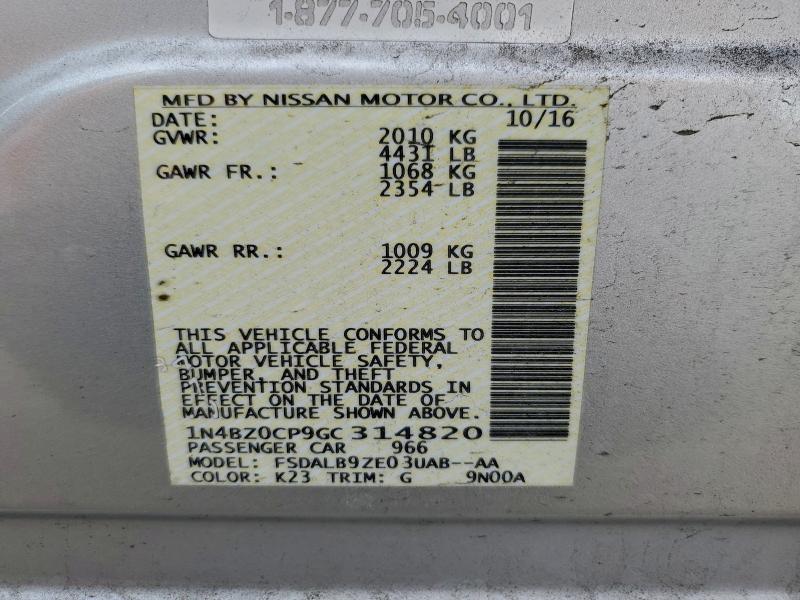 1-877-705-4001
MFD BY NISSAN MOTOR CO., LTD.
DATE: 10/16
GVWR: 2010 KG
4431 LB
GAWR FR.: 1068 KG
2354 LB
GAWR RR.: 1009 KG
2224 LB
THIS VEHICLE CONFORMS TO
ALL APPLICABLE FEDERAL
MOTOR VEHICLE SAFETY,
BUMPER, AND THEFT
PREVENTION STANDARDS IN
EFFECT ON THE DATE OF
MANUFACTURE SHOWN ABOVE.
1N4BZ0CP9GC 314820
PASSENGER CAR 966
MODEL: FSDALB9ZE03UAB--AA
COLOR: K23 TRIM: G 9N00A